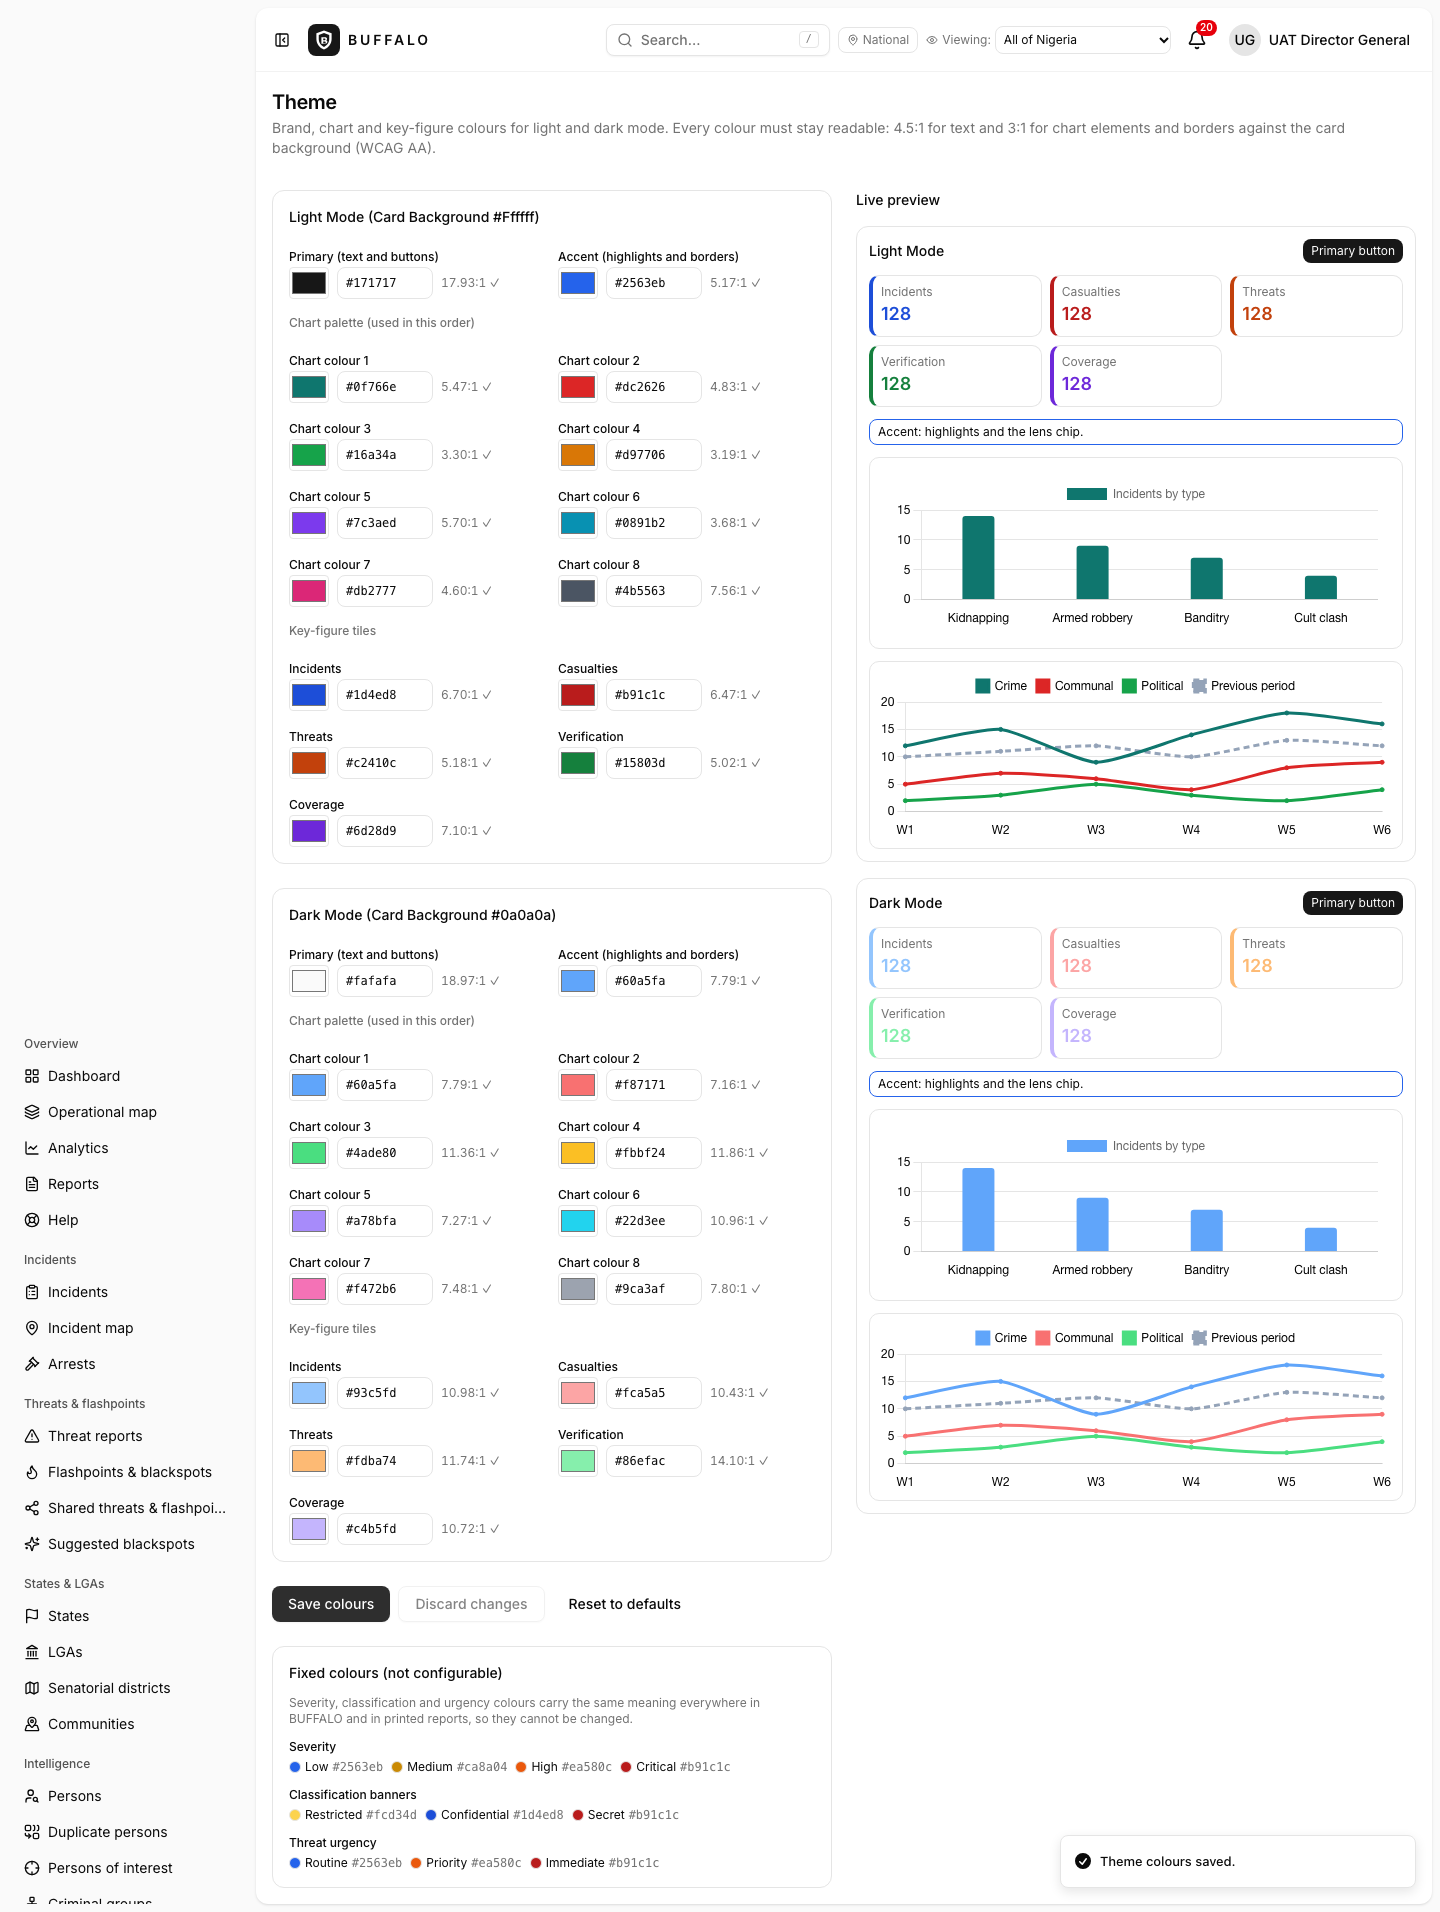 BUFFALO
Search...
/
National
Viewing:
All of Nigeria
20
UG
UAT Director General
Overview
Dashboard
Operational map
Analytics
Reports
Help
Incidents
Incidents
Incident map
Arrests
Threats & flashpoints
Threat reports
Flashpoints & blackspots
Shared threats & flashpoi...
Suggested blackspots
States & LGAs
States
LGAs
Senatorial districts
Communities
Intelligence
Persons
Duplicate persons
Persons of interest
Criminal groups
Theme
Brand, chart and key-figure colours for light and dark mode. Every colour must stay readable: 4.5:1 for text and 3:1 for chart elements and borders against the card
background (WCAG AA).
Light Mode (Card Background #Ffffff)
Primary (text and buttons)
#171717 17.93:1 ✓
Accent (highlights and borders)
#2563eb 5.17:1 ✓
Chart palette (used in this order)
Chart colour 1
#0f766e 5.47:1 ✓
Chart colour 2
#dc2626 4.83:1 ✓
Chart colour 3
#16a34a 3.30:1 ✓
Chart colour 4
#d97706 3.19:1 ✓
Chart colour 5
#7c3aed 5.70:1 ✓
Chart colour 6
#0891b2 3.68:1 ✓
Chart colour 7
#db2777 4.60:1 ✓
Chart colour 8
#4b5563 7.56:1 ✓
Key-figure tiles
Incidents
#1d4ed8 6.70:1 ✓
Casualties
#b91c1c 6.47:1 ✓
Threats
#c2410c 5.18:1 ✓
Verification
#15803d 5.02:1 ✓
Coverage
#6d28d9 7.10:1 ✓
Dark Mode (Card Background #0a0a0a)
Primary (text and buttons)
#fafafa 18.97:1 ✓
Accent (highlights and borders)
#60a5fa 7.79:1 ✓
Chart palette (used in this order)
Chart colour 1
#60a5fa 7.79:1 ✓
Chart colour 2
#f87171 7.16:1 ✓
Chart colour 3
#4ade80 11.36:1 ✓
Chart colour 4
#fbbf24 11.86:1 ✓
Chart colour 5
#a78bfa 7.27:1 ✓
Chart colour 6
#22d3ee 10.96:1 ✓
Chart colour 7
#f472b6 7.48:1 ✓
Chart colour 8
#9ca3af 7.80:1 ✓
Key-figure tiles
Incidents
#93c5fd 10.98:1 ✓
Casualties
#fca5a5 10.43:1 ✓
Threats
#fdba74 11.74:1 ✓
Verification
#86efac 14.10:1 ✓
Coverage
#c4b5fd 10.72:1 ✓
Save colours
Discard changes
Reset to defaults
Fixed colours (not configurable)
Severity, classification and urgency colours carry the same meaning everywhere in
BUFFALO and in printed reports, so they cannot be changed.
Severity
Low #2563eb Medium #ca8a04 High #ea580c Critical #b91c1c
Classification banners
Restricted #fcd34d Confidential #1d4ed8 Secret #b91c1c
Threat urgency
Routine #2563eb Priority #ea580c Immediate #b91c1c
Live preview
Light Mode
Primary button
Incidents
128
Casualties
128
Threats
128
Verification
128
Coverage
128
Accent: highlights and the lens chip.
Incidents by type
15
10
5
0
Kidnapping Armed robbery Banditry Cult clash
Crime Communal Political Previous period
20
15
10
5
0
W1 W2 W3 W4 W5 W6
Dark Mode
Primary button
Incidents
128
Casualties
128
Threats
128
Verification
128
Coverage
128
Accent: highlights and the lens chip.
Incidents by type
15
10
5
0
Kidnapping Armed robbery Banditry Cult clash
Crime Communal Political Previous period
20
15
10
5
0
W1 W2 W3 W4 W5 W6
Theme colours saved.